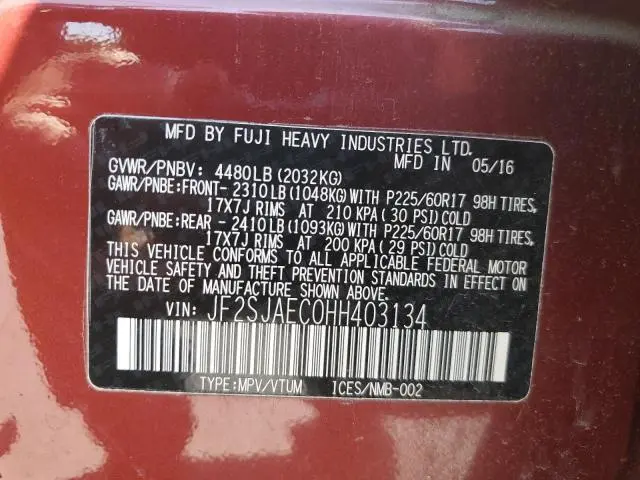 MFD BY FUJI HEAVY INDUSTRIES LTD.
MFD IN 05/16
GVWR/PNBV: 4480LB (2032KG)
GAWR/PNBE:FRONT- 2310LB (1048KG) WITH P225/60R17 98H TIRES,
17X7J RIMS AT 210 KPA (30 PSI) COLD
GAWR/PNBE:REAR - 2410LB (1093KG) WITH P225/60R17 98H TIRES,
17X7J RIMS AT 200 KPA (29 PSI) COLD
THIS VEHICLE CONFORMS TO ALL APPLICABLE FEDERAL MOTOR
VEHICLE SAFETY AND THEFT PREVENTION STANDARDS IN EFFECT ON
THE DATE OF MANUFACTURE SHOWN ABOVE.
VIN: JF2SJAEC0HH403134
TYPE:MPV/VTUM ICES/NMB-002